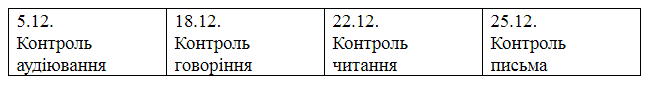 5.12.
Контроль
аудіювання
18.12.
Контроль
говоріння
22.12.
Контроль
читання
25.12.
Контроль
письма